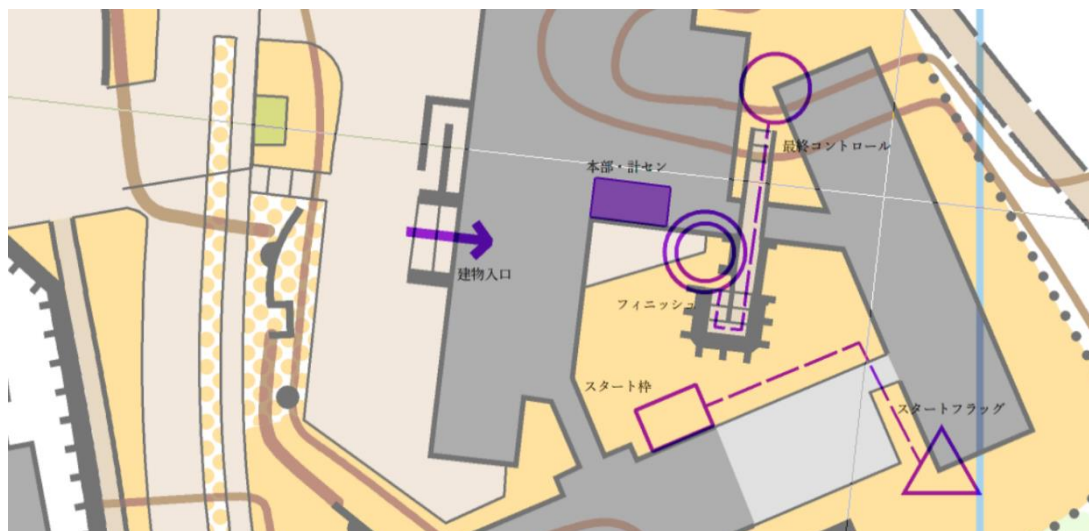 最終コントロール
本部・計セン
建物入口
フィニッシュ
スタート枠
スタートフラッグ